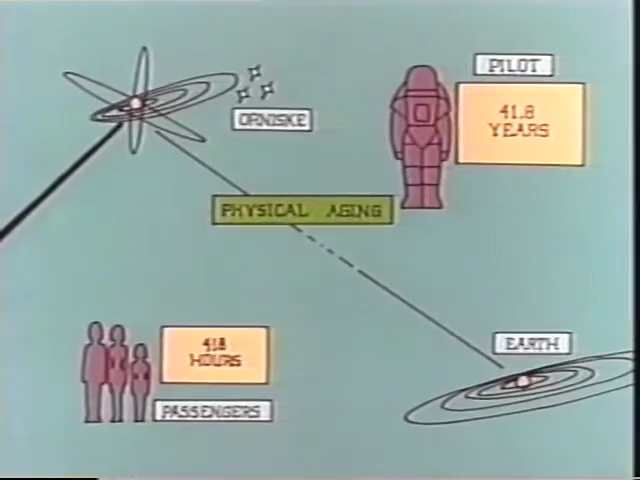 PILOT
41.8
YEARS
ORNISKE
PHYSICAL AGING
EARTH
418
HOURS
PASSENGERS